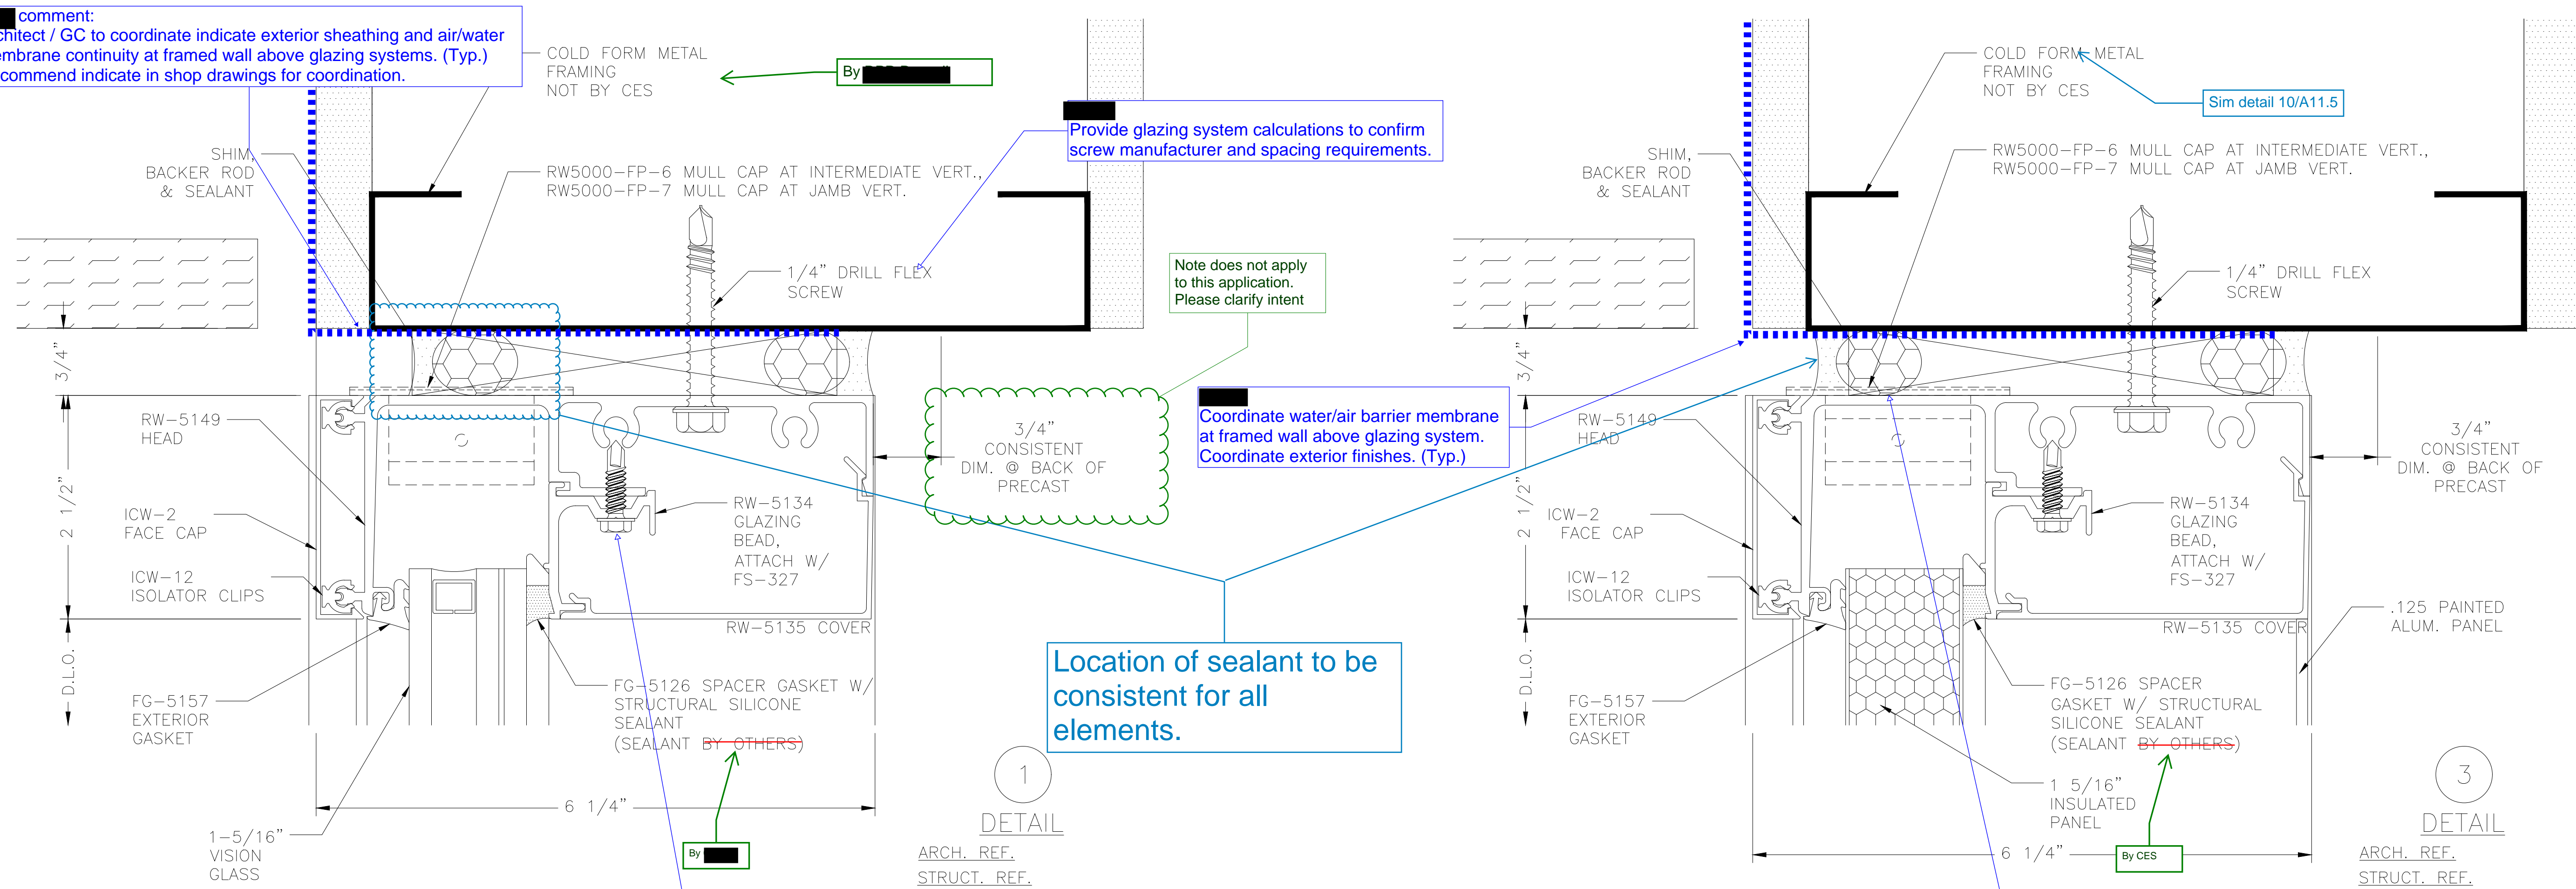 comment:
chitect / GC to coordinate indicate exterior sheathing and air/water
embrane continuity at framed wall above glazing systems. (Typ.)
commend indicate in shop drawings for coordination.
COLD FORM METAL
FRAMING
NOT BY CES
By
Provide glazing system calculations to confirm
screw manufacturer and spacing requirements.
SHIM,
BACKER ROD
& SEALANT
RW5000-FP-6 MULL CAP AT INTERMEDIATE VERT.,
RW5000-FP-7 MULL CAP AT JAMB VERT.
1/4" DRILL FLEX
SCREW
Note does not apply
to this application.
Please clarify intent
3/4"
2 1/2"
D.L.O.
RW-5149
HEAD
ICW-2
FACE CAP
ICW-12
ISOLATOR CLIPS
FG-5157
EXTERIOR
GASKET
1-5/16"
VISION
GLASS
RW-5134
GLAZING
BEAD,
ATTACH W/
FS-327
RW-5135 COVER
FG-5126 SPACER GASKET W/
STRUCTURAL SILICONE
SEALANT
(SEALANT BY OTHERS)
6 1/4"
By
3/4"
CONSISTENT
DIM. @ BACK OF
PRECAST
1
DETAIL
ARCH. REF.
STRUCT. REF.
Coordinate water/air barrier membrane
at framed wall above glazing system.
Coordinate exterior finishes. (Typ.)
Location of sealant to be
consistent for all
elements.
COLD FORM METAL
FRAMING
NOT BY CES
Sim detail 10/A11.5
SHIM,
BACKER ROD
& SEALANT
RW5000-FP-6 MULL CAP AT INTERMEDIATE VERT.,
RW5000-FP-7 MULL CAP AT JAMB VERT.
1/4" DRILL FLEX
SCREW
3/4"
2 1/2"
D.L.O.
RW-5149
HEAD
ICW-2
FACE CAP
ICW-12
ISOLATOR CLIPS
FG-5157
EXTERIOR
GASKET
3/4"
CONSISTENT
DIM. @ BACK OF
PRECAST
RW-5134
GLAZING
BEAD,
ATTACH W/
FS-327
RW-5135 COVER
.125 PAINTED
ALUM. PANEL
FG-5126 SPACER
GASKET W/ STRUCTURAL
SILICONE SEALANT
(SEALANT BY OTHERS)
1 5/16"
INSULATED
PANEL
6 1/4"
By CES
3
DETAIL
ARCH. REF.
STRUCT. REF.